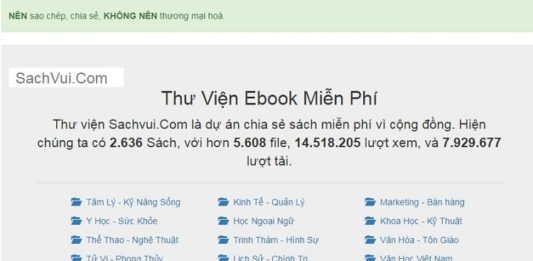 NÊN sao chép, chia sẻ, KHÔNG NÊN thương mại hoá.
SachVui.Com
Thư Viện Ebook Miễn Phí
Thư viện Sachvui.Com là dự án chia sẻ sách miễn phí vì cộng đồng. Hiện
chúng ta có 2.636 Sách, với hơn 5.608 file, 14.518.205 lượt xem, và 7.929.677
lượt tải.
Tâm Lý - Kỹ Năng Sống Kinh Tế - Quản Lý Marketing - Bán hàng
Y Học - Sức Khỏe Học Ngoại Ngữ Khoa Học - Kỹ Thuật
Thể Thao - Nghệ Thuật Trinh Thám - Hình Sự Văn Hóa - Tôn Giáo
Tử Vi - Phong Thủy Lịch Sử - Chính Trị Văn Học Việt Nam